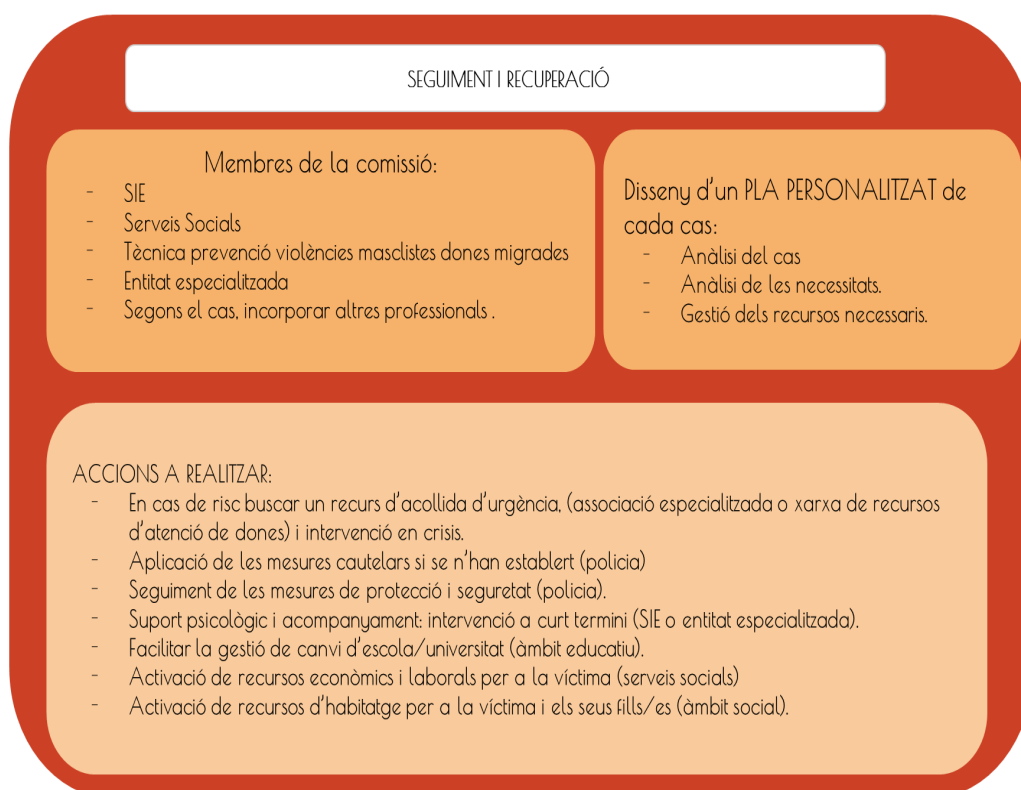 SEGUIMENT I RECUPERACIÓ
Membres de la comissió:
- SIE
- Serveis Socials
- Tècnica prevenció violències masclistes dones migrades
- Entitat especialitzada
- Segons el cas, incorporar altres professionals .
Disseny d'un PLA PERSONALITZAT de
cada cas:
- Anàlisi del cas
- Anàlisi de les necessitats.
- Gestió dels recursos necessaris.
ACCIONS A REALITZAR:
- En cas de risc buscar un recurs d'acollida d'urgència, (associació especialitzada o xarxa de recursos
d'atenció de dones) i intervenció en crisis.
- Aplicació de les mesures cautelars si se n'han establert (policia)
- Seguiment de les mesures de protecció i seguretat (policia).
- Suport psicològic i acompanyament: intervenció a curt termini (SIE o entitat especialitzada).
- Facilitar la gestió de canvi d'escola/universitat (àmbit educatiu).
- Activació de recursos econòmics i laborals per a la víctima (serveis socials)
- Activació de recursos d'habitatge per a la víctima i els seus fills/es (àmbit social).